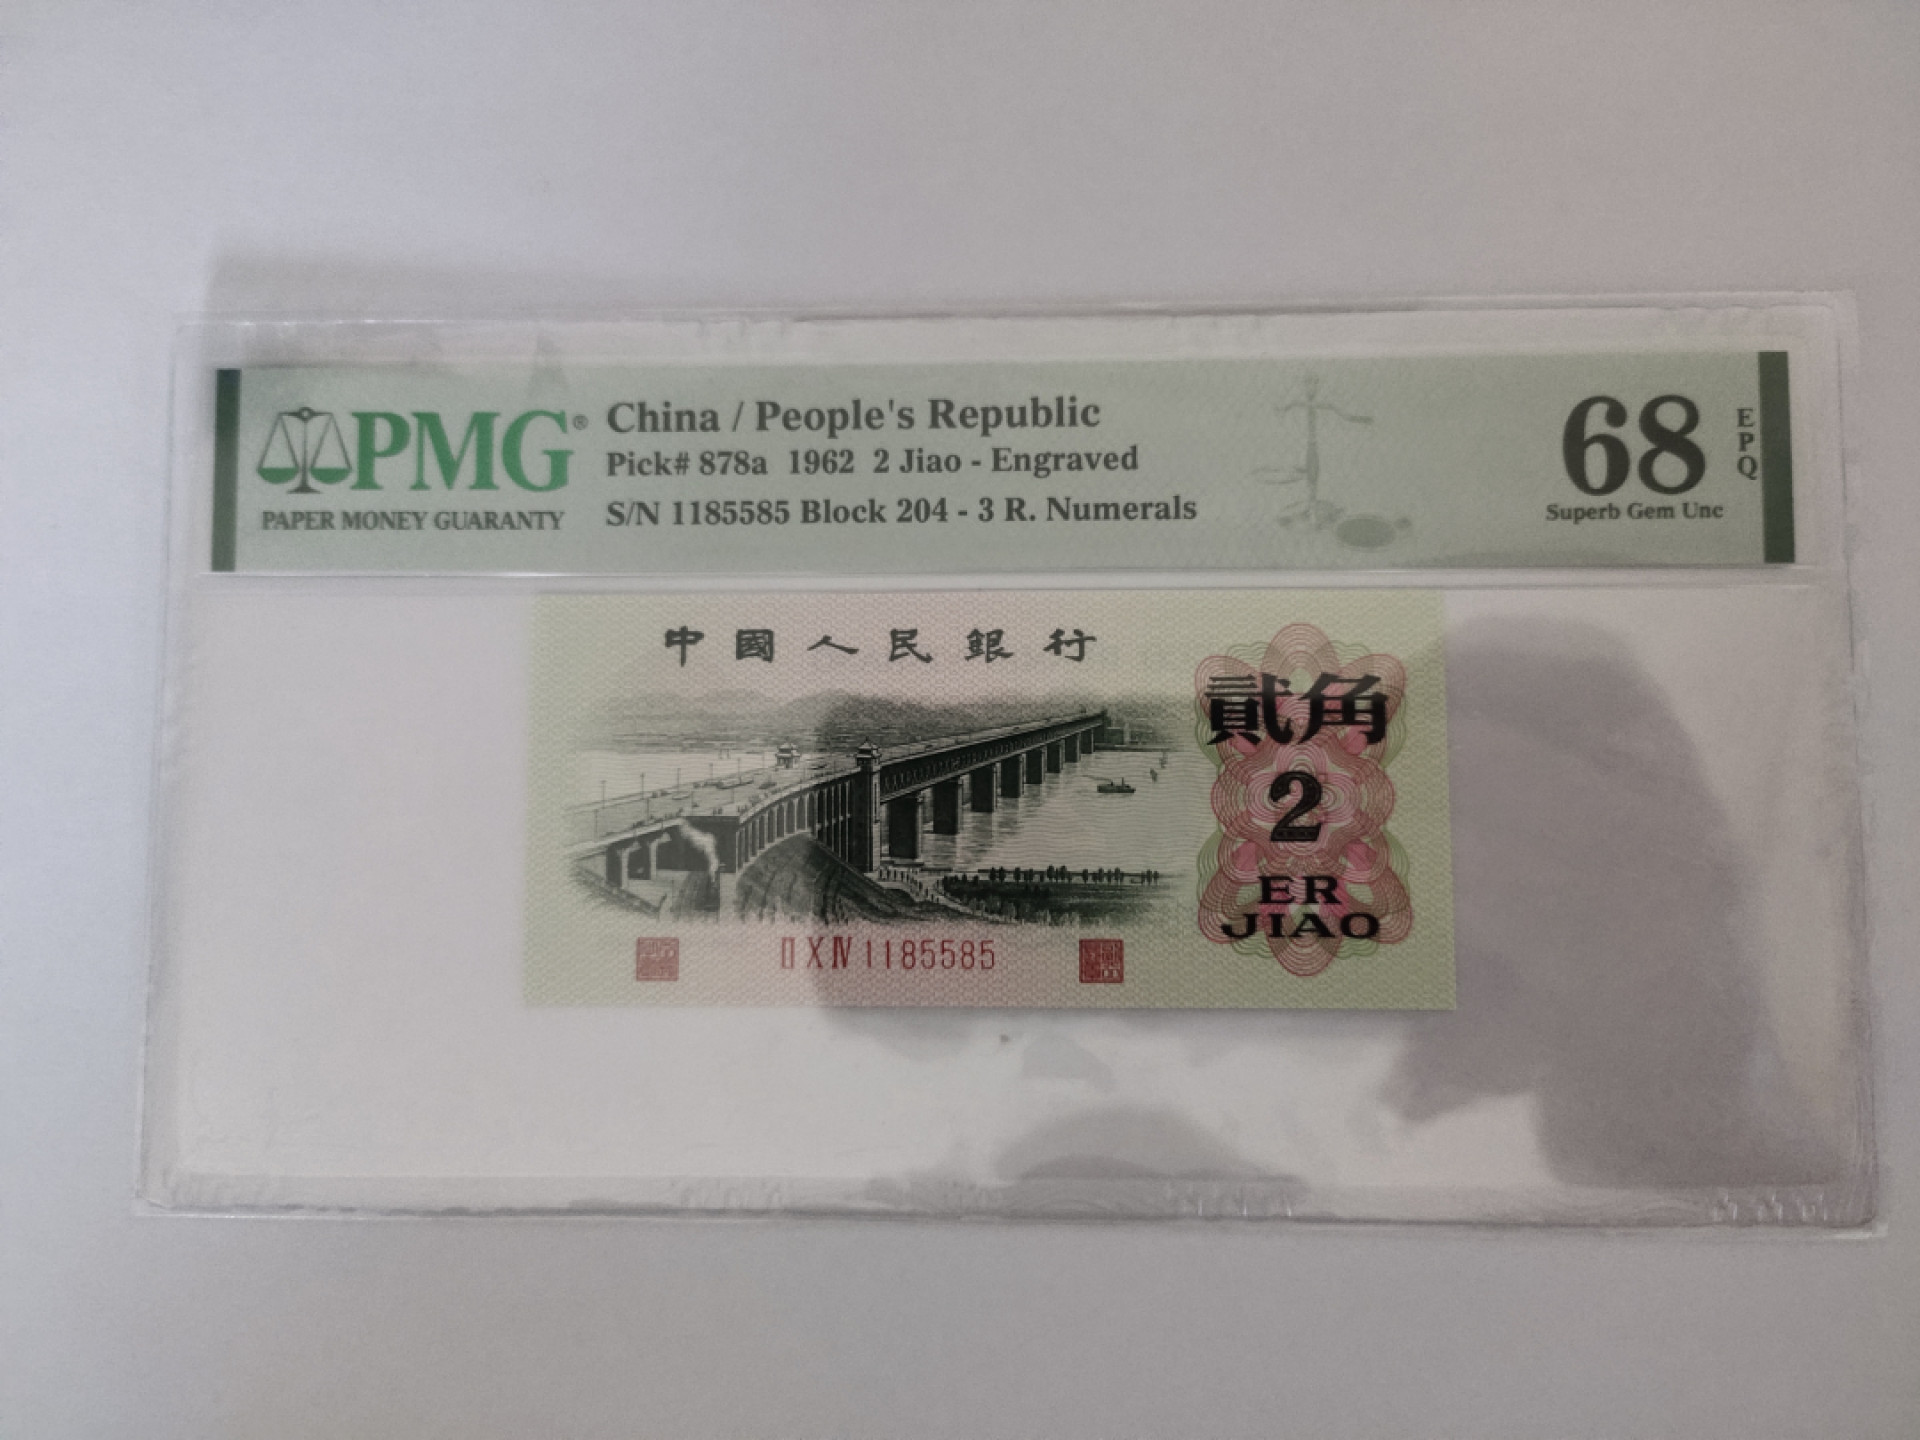 PMG®
PAPER MONEY GUARANTY
China / People's Republic
Pick# 878a 1962 2 Jiao - Engraved
S/N 1185585 Block 204 - 3 R. Numerals
68
EPQ
Superb Gem Unc
中國人民銀行
貳角
2
ER
JIAO
Ⅱ Ⅹ Ⅳ 1185585